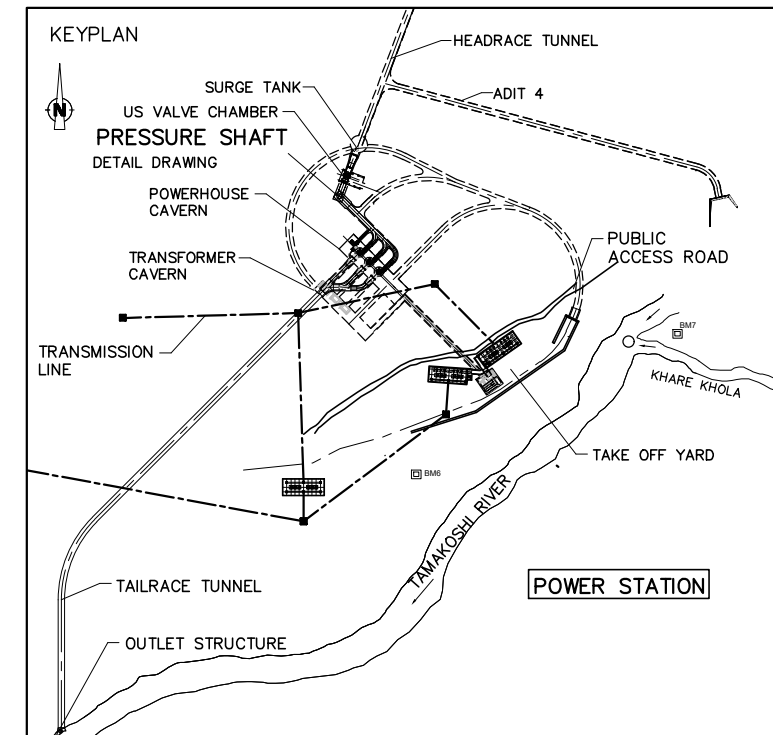 KEYPLAN
HEADRACE TUNNEL
N
SURGE TANK
ADIT 4
US VALVE CHAMBER
PRESSURE SHAFT
DETAIL DRAWING
POWERHOUSE
CAVERN
PUBLIC
ACCESS ROAD
TRANSFORMER
CAVERN
BM7
TRANSMISSION
LINE
KHARE KHOLA
TAKE OFF YARD
BM6
TAMAKOSHI RIVER
POWER STATION
TAILRACE TUNNEL
OUTLET STRUCTURE